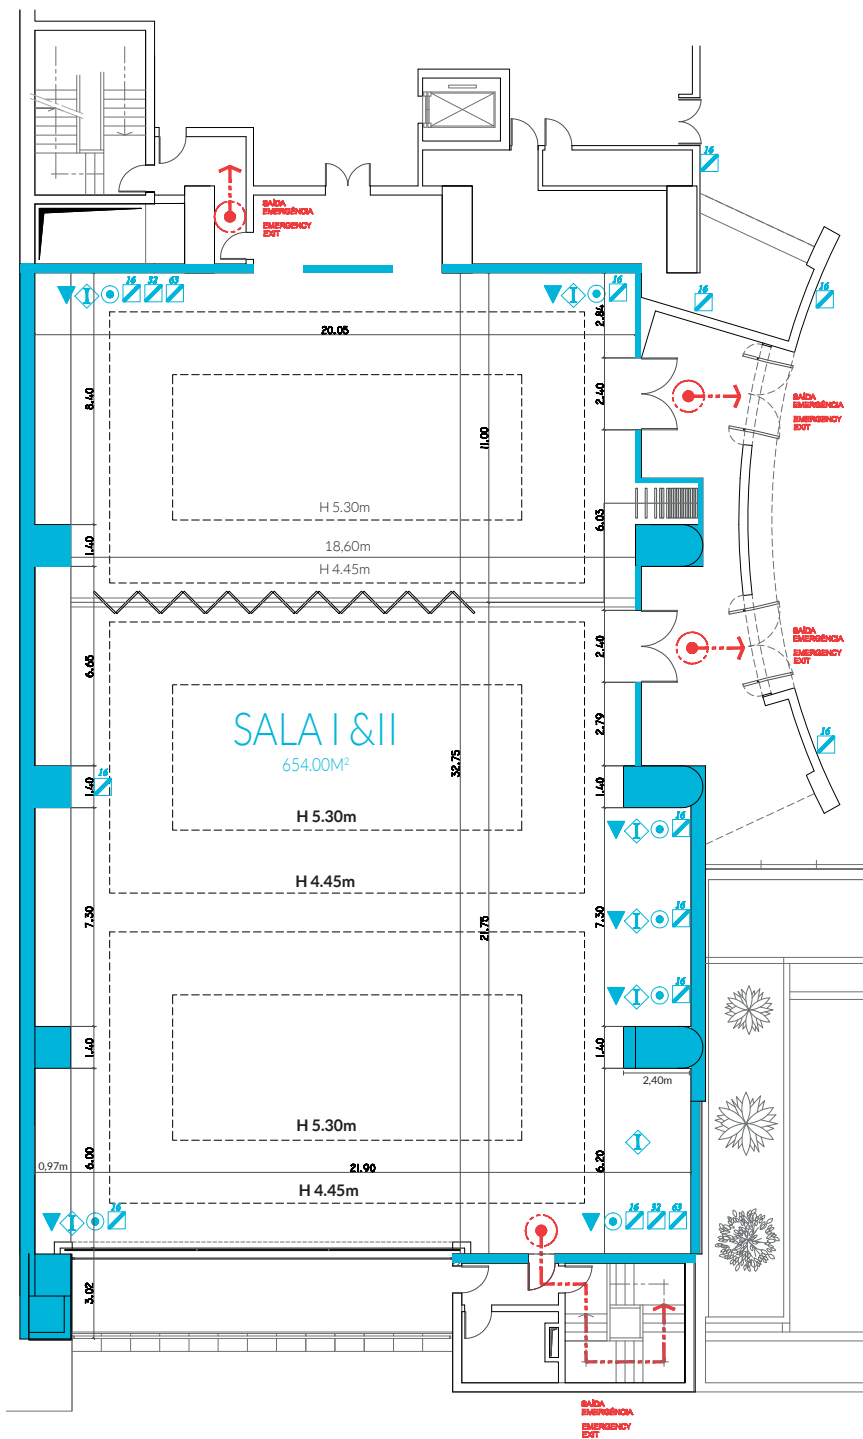 16
SAÍDA
EMERGÊNCIA
EMERGENCY
EXIT
16 32 63
16
16
16
2.84
20.05
8.40
2.40
SAÍDA
EMERGÊNCIA
EMERGENCY
EXIT
11.00
H 5.30m
6.03
1.40
18,60m
H 4.45m
6.65
2.40
SAÍDA
EMERGÊNCIA
EMERGENCY
EXIT
SALA I &II
654.00M²
2.79
16
32.75
16
1.40
1.40
H 5.30m
16
H 4.45m
7.30
21.75
7.30
16
16
1.40
1.40
2,40m
H 5.30m
I
0,97m
6.00
21.90
6.20
H 4.45m
16
16 32 63
3.02
SAÍDA
EMERGÊNCIA
EMERGENCY
EXIT